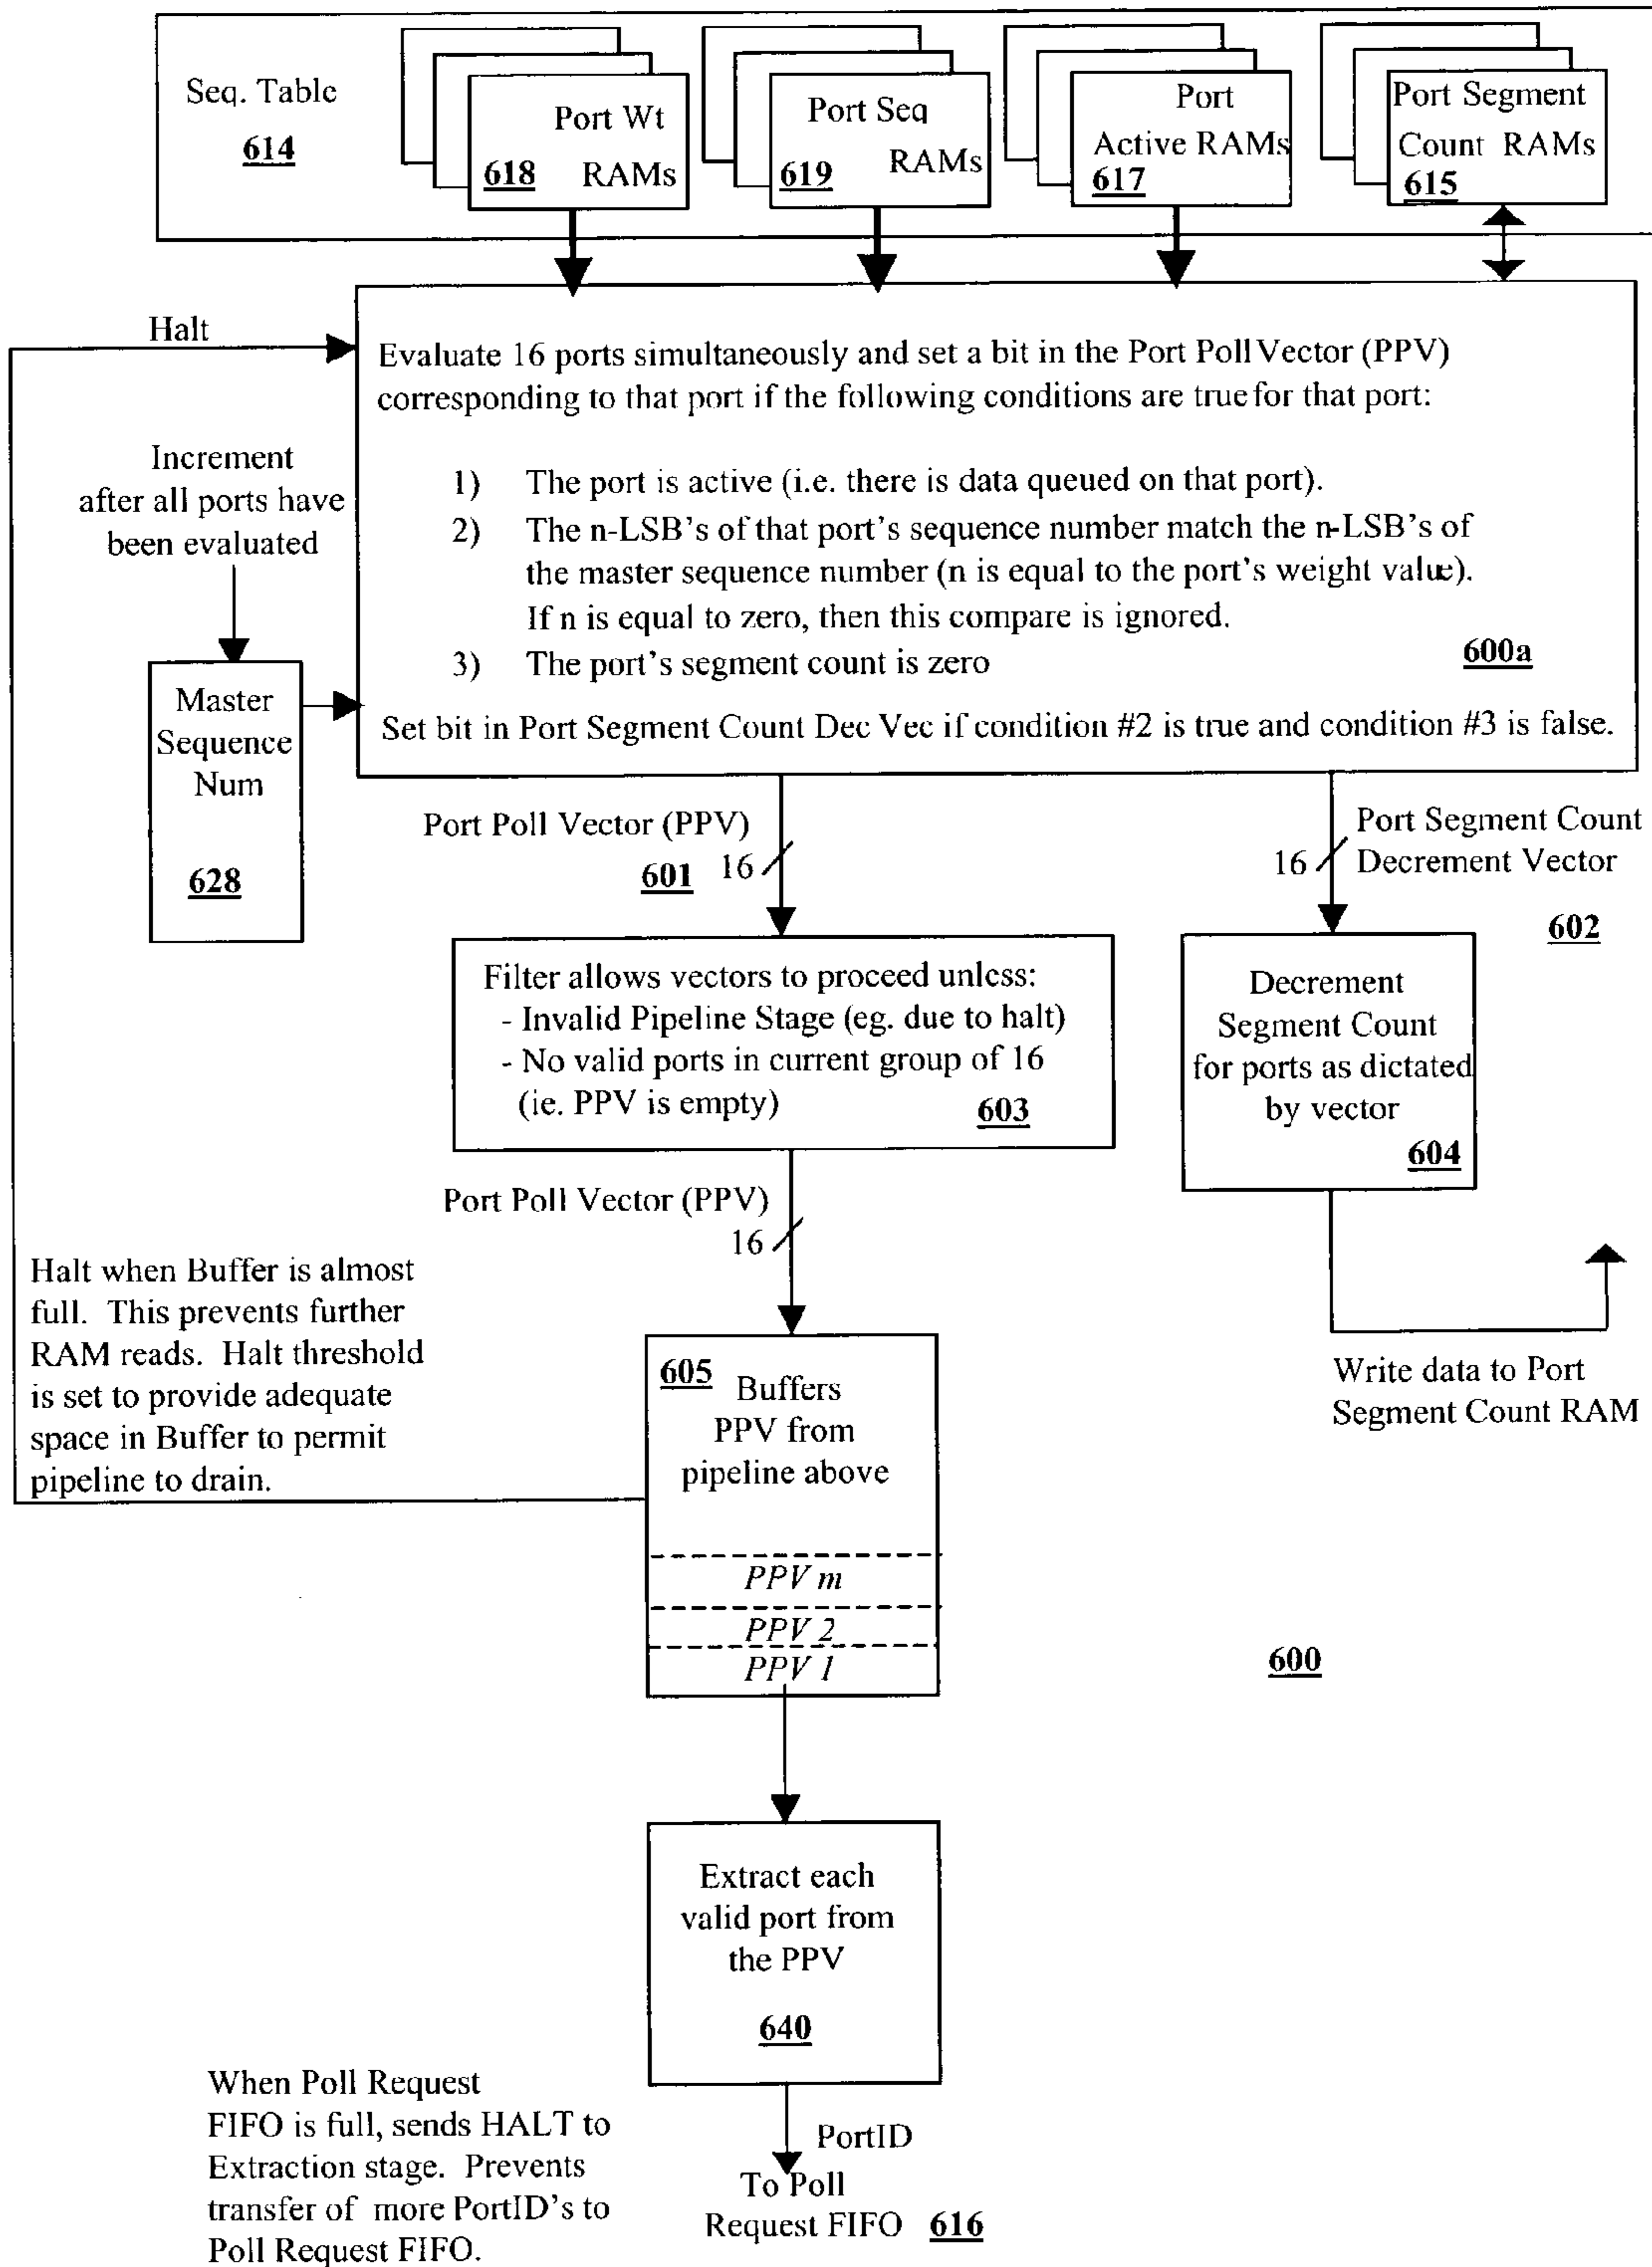 Seq. Table
614
Port Wt
618 RAMs
Port Seq
619 RAMs
Port
Active RAMs
617
Port Segment
Count RAMs
615
Halt
Evaluate 16 ports simultaneously and set a bit in the Port Poll Vector (PPV)
corresponding to that port if the following conditions are true for that port:
1) The port is active (i.e. there is data queued on that port).
2) The n-LSB's of that port's sequence number match the n-LSB's of
the master sequence number (n is equal to the port's weight value).
If n is equal to zero, then this compare is ignored.
3) The port's segment count is zero
600a
Set bit in Port Segment Count Dec Vec if condition #2 is true and condition #3 is false.
Increment
after all ports have
been evaluated
Master
Sequence
Num
628
Port Poll Vector (PPV)
601 16
16
Port Segment Count
Decrement Vector
602
Filter allows vectors to proceed unless:
- Invalid Pipeline Stage (eg. due to halt)
- No valid ports in current group of 16
(ie. PPV is empty)
603
Decrement
Segment Count
for ports as dictated
by vector
604
Port Poll Vector (PPV)
16
Write data to Port
Segment Count RAM
Halt when Buffer is almost
full. This prevents further
RAM reads. Halt threshold
is set to provide adequate
space in Buffer to permit
pipeline to drain.
605 Buffers
PPV from
pipeline above
PPV m
PPV 2
PPV 1
600
Extract each
valid port from
the PPV
640
PortID
To Poll
Request FIFO 616
When Poll Request
FIFO is full, sends HALT to
Extraction stage. Prevents
transfer of more PortID's to
Poll Request FIFO.